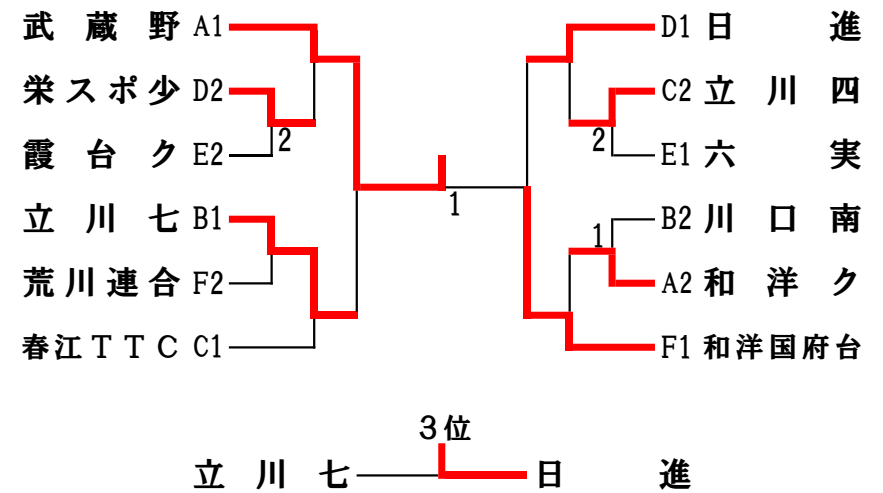 武蔵野 A1
栄スポ少 D2
霞台ク E2
2
立川七 B1
荒川連合 F2
春江TTC C1
1
D1 日進
C2 立川四
2
E1 六実
B2 川口南
1
A2 和洋ク
F1 和洋国府台
3位
立川七 日進